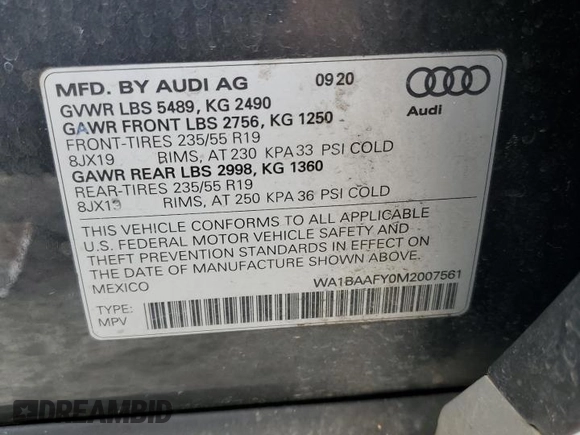 MFD. BY AUDI AG 09 20
GVWR LBS 5489, KG 2490
GAWR FRONT LBS 2756, KG 1250
Audi
FRONT-TIRES 235/55 R19
8JX19 RIMS, AT 230 KPA 33 PSI COLD
GAWR REAR LBS 2998, KG 1360
REAR-TIRES 235/55 R19
8JX19 RIMS, AT 250 KPA 36 PSI COLD
THIS VEHICLE CONFORMS TO ALL APPLICABLE
U.S. FEDERAL MOTOR VEHICLE SAFETY AND
THEFT PREVENTION STANDARDS IN EFFECT ON
THE DATE OF MANUFACTURE SHOWN ABOVE.
MEXICO WA1BAAFY0M2007561
TYPE:
MPV
DREAMBID